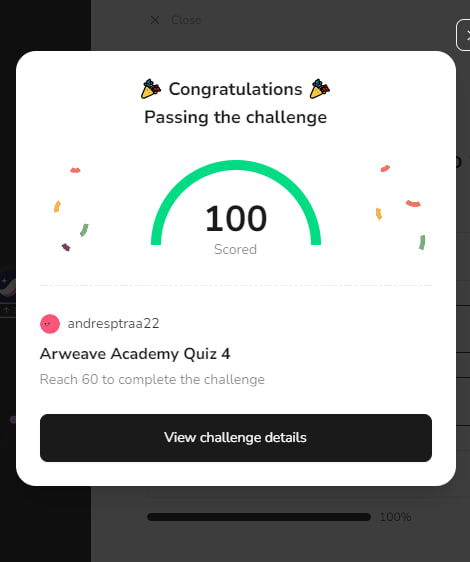 Close
🎉 Congratulations 🎉
Passing the challenge
100
Scored
andresptraa22
Arweave Academy Quiz 4
Reach 60 to complete the challenge
View challenge details
100%